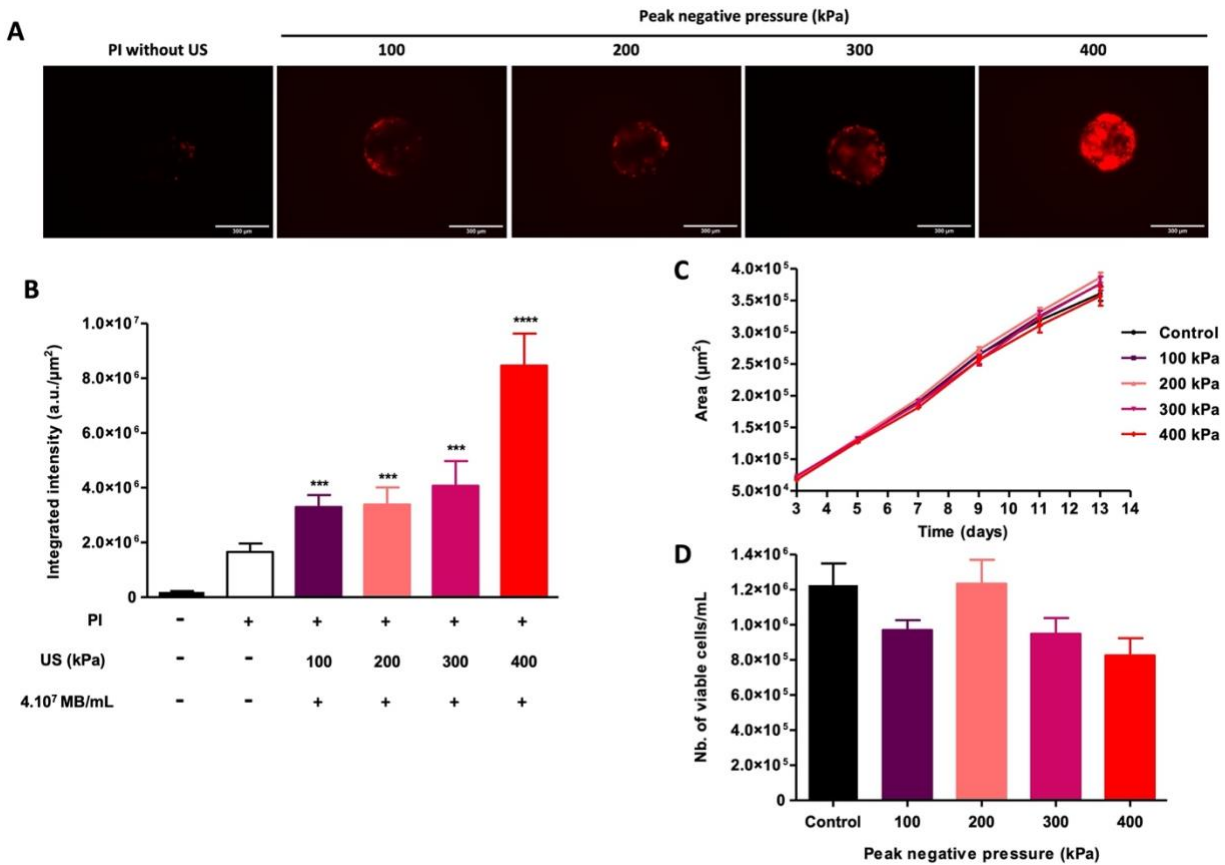 A
Peak negative pressure (kPa)
PI without US 100 200 300 400
300 µm 300 µm 300 µm 300 µm 300 µm
B
Integrated intensity (a.u./µm²)
1.0×10⁷
8.0×10⁶
6.0×10⁶
4.0×10⁶
2.0×10⁶
0
*** *** *** ****
PI - + + + + +
US (kPa) - - 100 200 300 400
4.10⁷ MB/mL - - + + + +
C
Area (µm²)
4.0×10⁵
3.5×10⁵
3.0×10⁵
2.5×10⁵
2.0×10⁵
1.5×10⁵
1.0×10⁵
5.0×10⁴
3 4 5 6 7 8 9 10 11 12 13 14
Time (days)
Control
100 kPa
200 kPa
300 kPa
400 kPa
D
Nb. of viable cells/mL
1.4×10⁶
1.2×10⁶
1.0×10⁶
8.0×10⁵
6.0×10⁵
4.0×10⁵
2.0×10⁵
0
Control 100 200 300 400
Peak negative pressure (kPa)